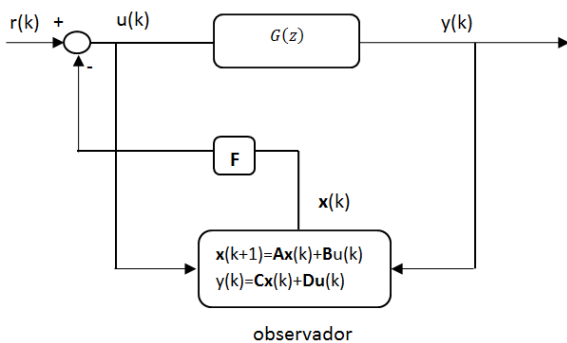 r(k) + u(k) G(z) y(k)
-
F
x(k)
x(k+1)=Ax(k)+Bu(k)
y(k)=Cx(k)+Du(k)
observador